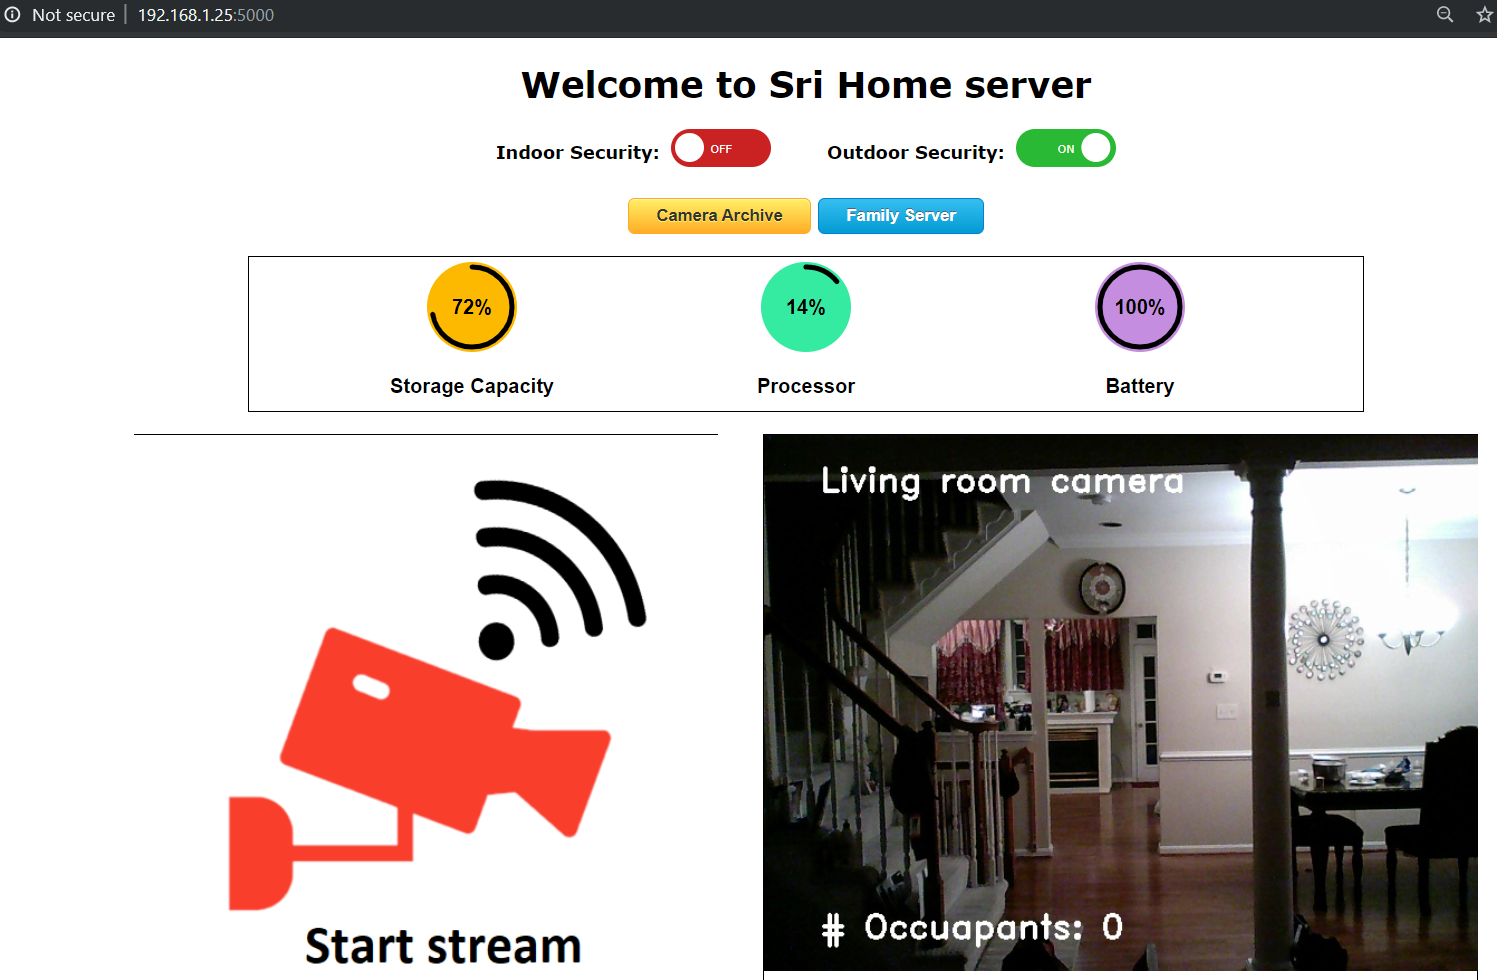 Not secure 192.168.1.25:5000
Welcome to Sri Home server
Indoor Security: OFF Outdoor Security: ON
Camera Archive Family Server
72% 14% 100%
Storage Capacity Processor Battery
Living room camera
# Occuapants: 0
Start stream